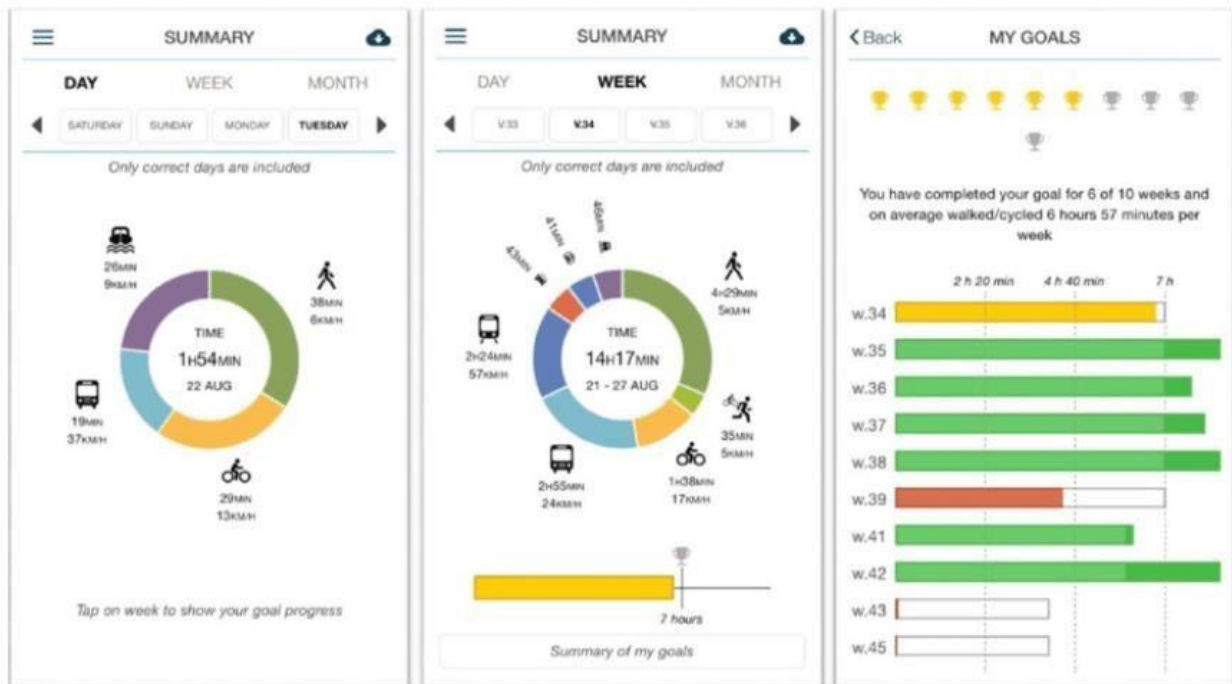 SUMMARY
DAY WEEK MONTH
SATURDAY SUNDAY MONDAY TUESDAY
Only correct days are included
26MIN
9KM/H
38MIN
6KM/H
TIME
1H54MIN
22 AUG
19MIN
37KM/H
29MIN
13KM/H
Tap on week to show your goal progress
SUMMARY
DAY WEEK MONTH
V.33 V.34 V.35 V.36
Only correct days are included
43MIN
41MIN
46MIN
4H29MIN
5KM/H
TIME
14H17MIN
21 - 27 AUG
2H24MIN
57KM/H
35MIN
5KM/H
2H55MIN
24KM/H
1H38MIN
17KM/H
7 hours
Summary of my goals
Back MY GOALS
You have completed your goal for 6 of 10 weeks and
on average walked/cycled 6 hours 57 minutes per
week
2 h 20 min 4 h 40 min 7 h
w.34
w.35
w.36
w.37
w.38
w.39
w.41
w.42
w.43
w.45